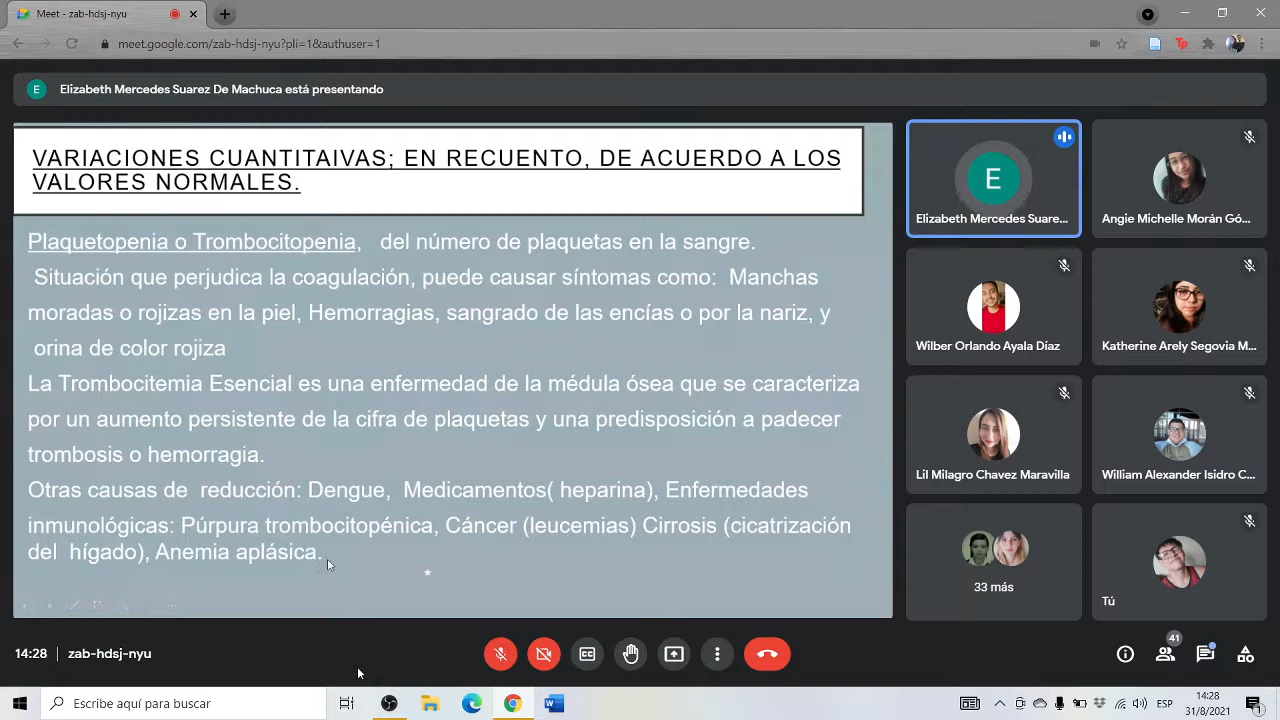 Meet - zab-hdsj-nyu
meet.google.com/zab-hdsj-nyu?pli=1&authuser=1
E
Elizabeth Mercedes Suarez De Machuca está presentando
VARIACIONES CUANTITAIVAS; EN RECUENTO, DE ACUERDO A LOS
VALORES NORMALES.
Plaquetopenia o Trombocitopenia, del número de plaquetas en la sangre.
Situación que perjudica la coagulación, puede causar síntomas como: Manchas
moradas o rojizas en la piel, Hemorragias, sangrado de las encías o por la nariz, y
orina de color rojiza
La Trombocitemia Esencial es una enfermedad de la médula ósea que se caracteriza
por un aumento persistente de la cifra de plaquetas y una predisposición a padecer
trombosis o hemorragia.
Otras causas de reducción: Dengue, Medicamentos( heparina), Enfermedades
inmunológicas: Púrpura trombocitopénica, Cáncer (leucemias) Cirrosis (cicatrización
del hígado), Anemia aplásica.
*
E
Elizabeth Mercedes Suare...
Angie Michelle Morán Gó...
Wilber Orlando Ayala Díaz
Katherine Arely Segovia M...
Lil Milagro Chavez Maravilla
William Alexander Isidro C...
33 más
Tú
14:28 | zab-hdsj-nyu
41
Escribe aquí para buscar
W
ESP
14:28
31/8/2021
1